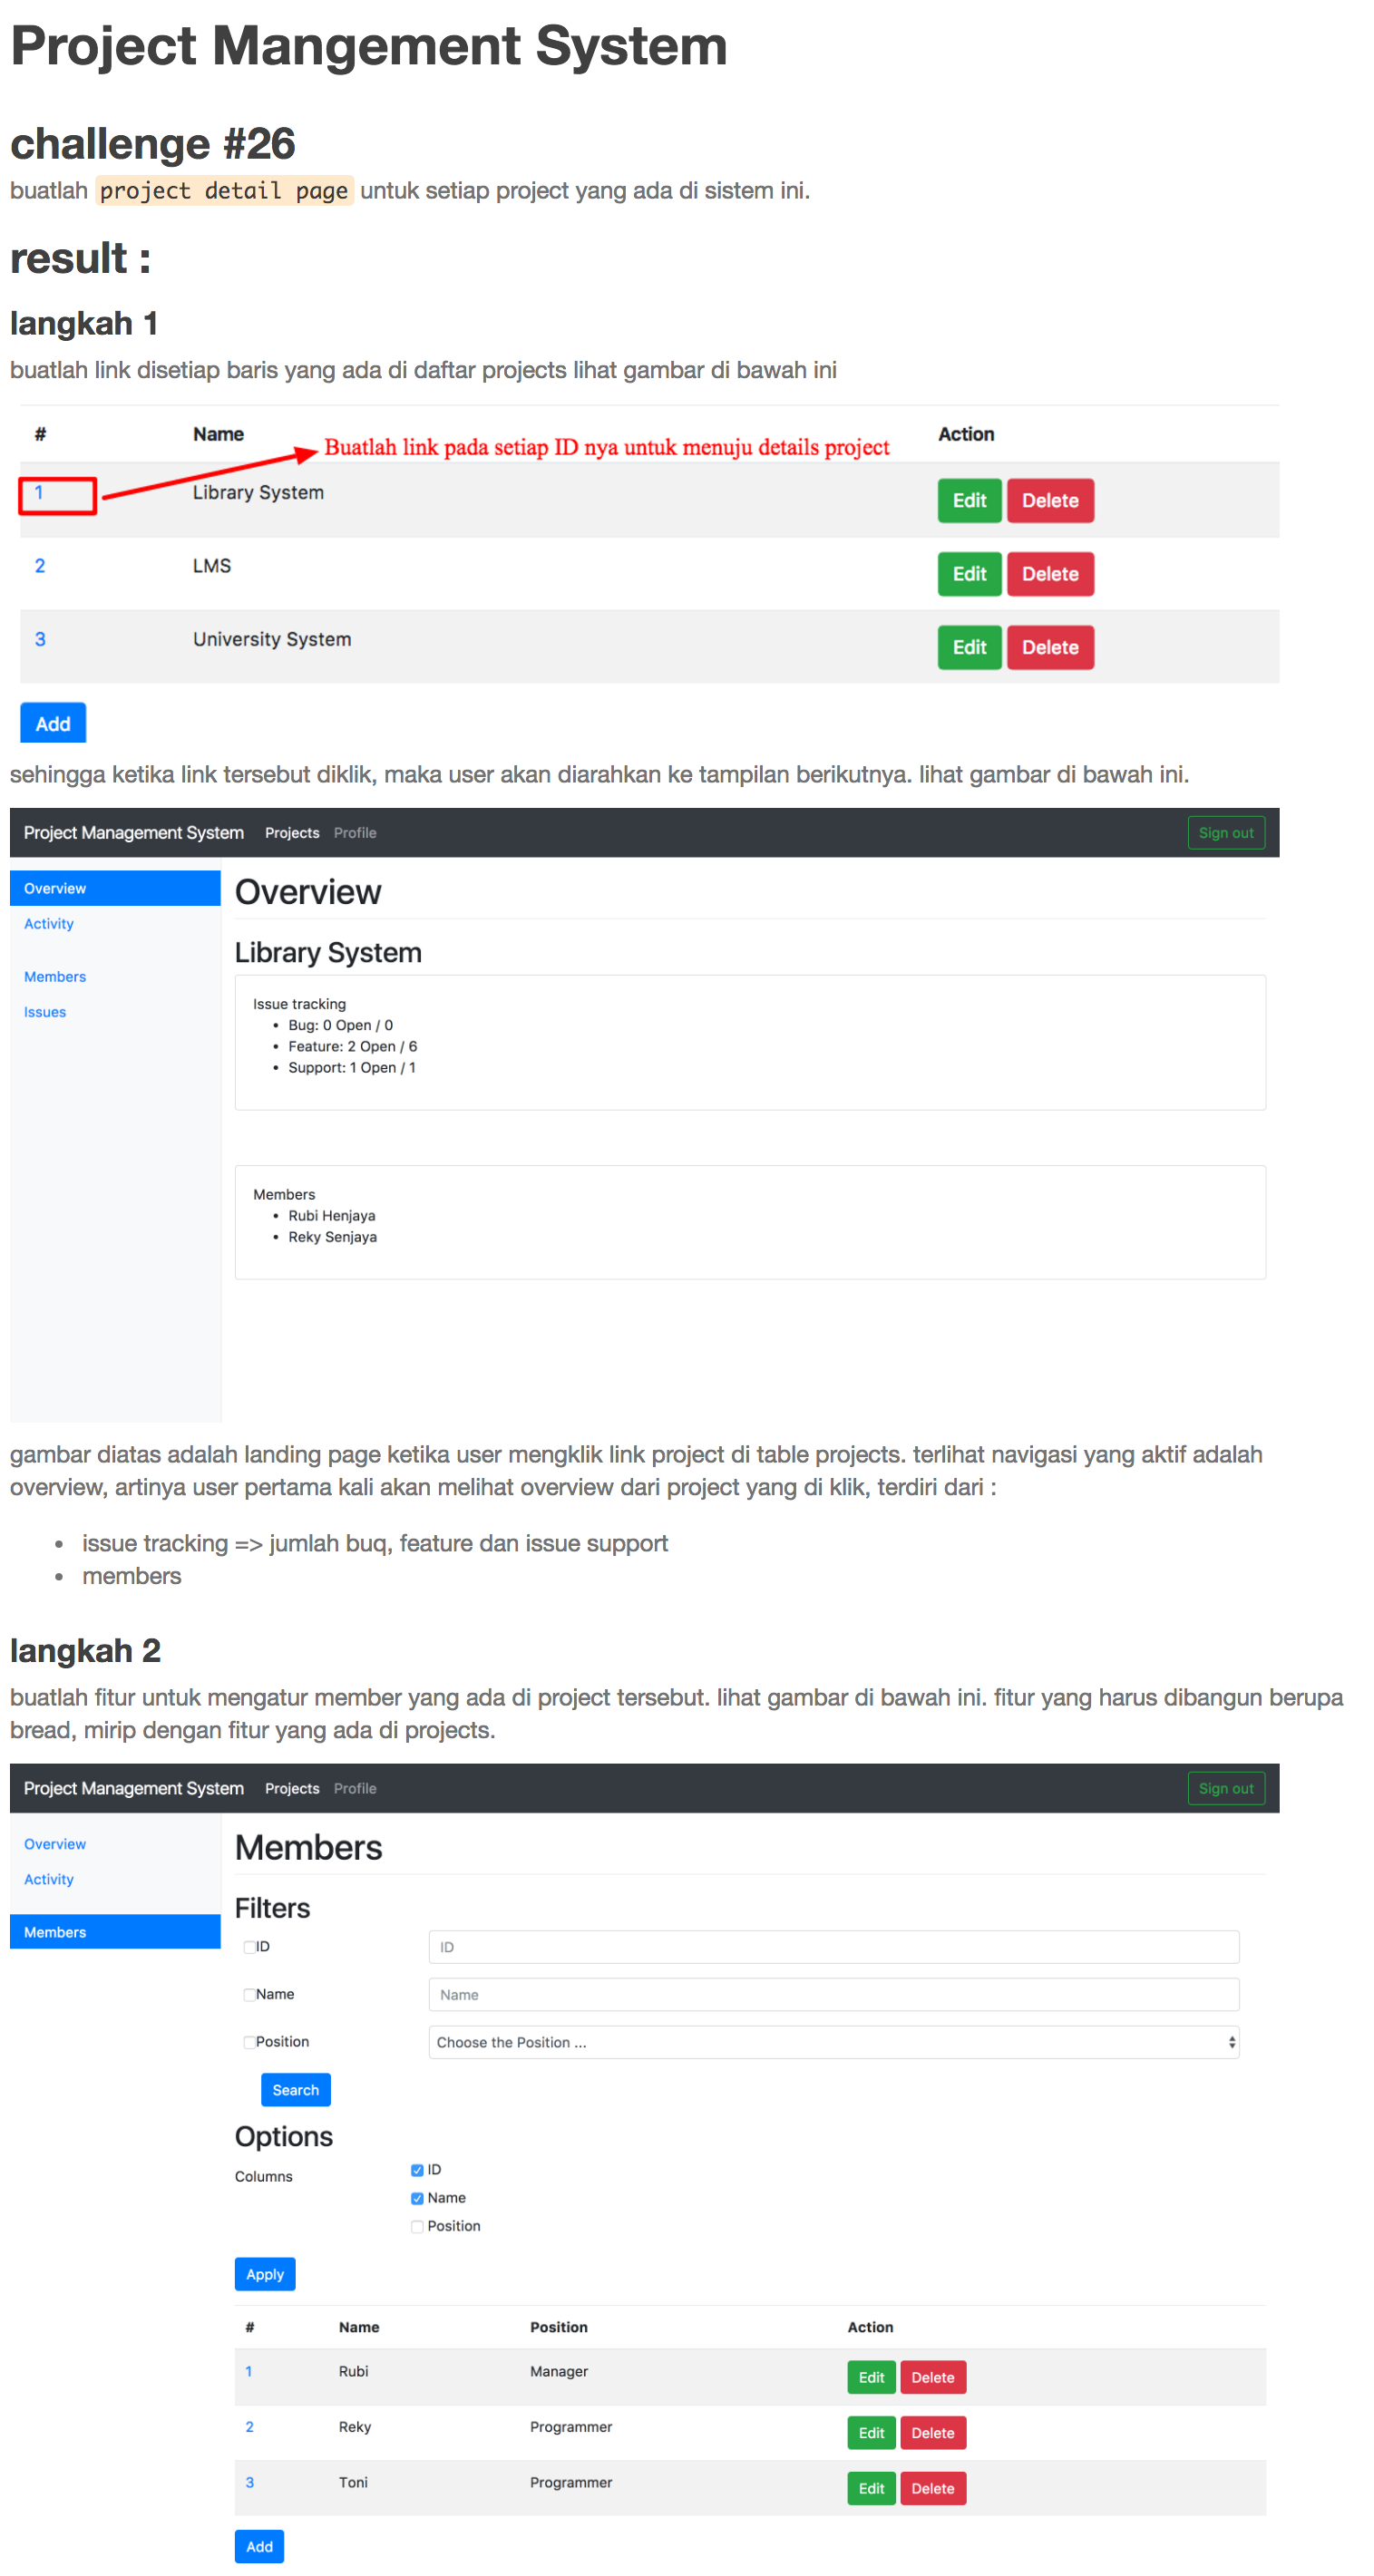 Project Mangement System
challenge #26
buatlah project detail page untuk setiap project yang ada di sistem ini.
result :
langkah 1
buatlah link disetiap baris yang ada di daftar projects lihat gambar di bawah ini
# Name Action
Buatlah link pada setiap ID nya untuk menuju details project
1 Library System Edit Delete
2 LMS Edit Delete
3 University System Edit Delete
Add
sehingga ketika link tersebut diklik, maka user akan diarahkan ke tampilan berikutnya. lihat gambar di bawah ini.
Project Management System Projects Profile Sign out
Overview
Activity
Members
Issues
Overview
Library System
Issue tracking
• Bug: 0 Open / 0
• Feature: 2 Open / 6
• Support: 1 Open / 1
Members
• Rubi Henjaya
• Reky Senjaya
gambar diatas adalah landing page ketika user mengklik link project di table projects. terlihat navigasi yang aktif adalah
overview, artinya user pertama kali akan melihat overview dari project yang di klik, terdiri dari :
• issue tracking => jumlah buq, feature dan issue support
• members
langkah 2
buatlah fitur untuk mengatur member yang ada di project tersebut. lihat gambar di bawah ini. fitur yang harus dibangun berupa
bread, mirip dengan fitur yang ada di projects.
Project Management System Projects Profile Sign out
Overview
Activity
Members
Members
Filters
ID ID
Name Name
Position Choose the Position ...
Search
Options
Columns
ID
Name
Position
Apply
# Name Position Action
1 Rubi Manager Edit Delete
2 Reky Programmer Edit Delete
3 Toni Programmer Edit Delete
Add